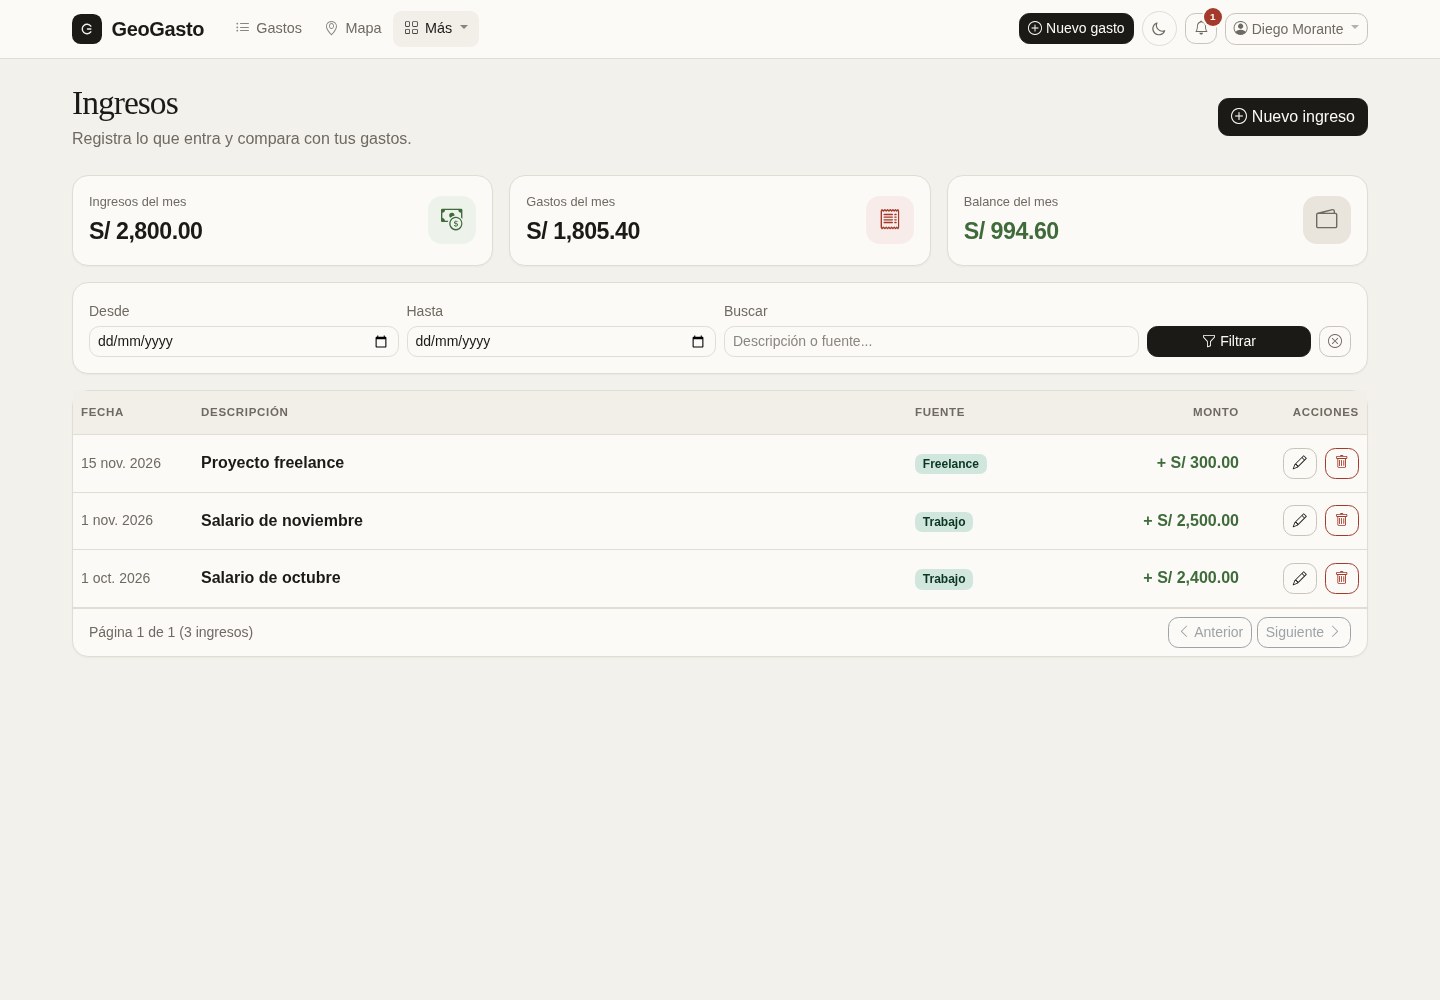 GeoGasto
Gastos
Mapa
Más
Nuevo gasto
1
Diego Morante
Ingresos
Registra lo que entra y compara con tus gastos.
Nuevo ingreso
Ingresos del mes
S/ 2,800.00
Gastos del mes
S/ 1,805.40
Balance del mes
S/ 994.60
Desde
dd/mm/yyyy
Hasta
dd/mm/yyyy
Buscar
Descripción o fuente...
Filtrar
FECHA DESCRIPCIÓN FUENTE MONTO ACCIONES
15 nov. 2026 Proyecto freelance Freelance + S/ 300.00
1 nov. 2026 Salario de noviembre Trabajo + S/ 2,500.00
1 oct. 2026 Salario de octubre Trabajo + S/ 2,400.00
Página 1 de 1 (3 ingresos)
Anterior
Siguiente